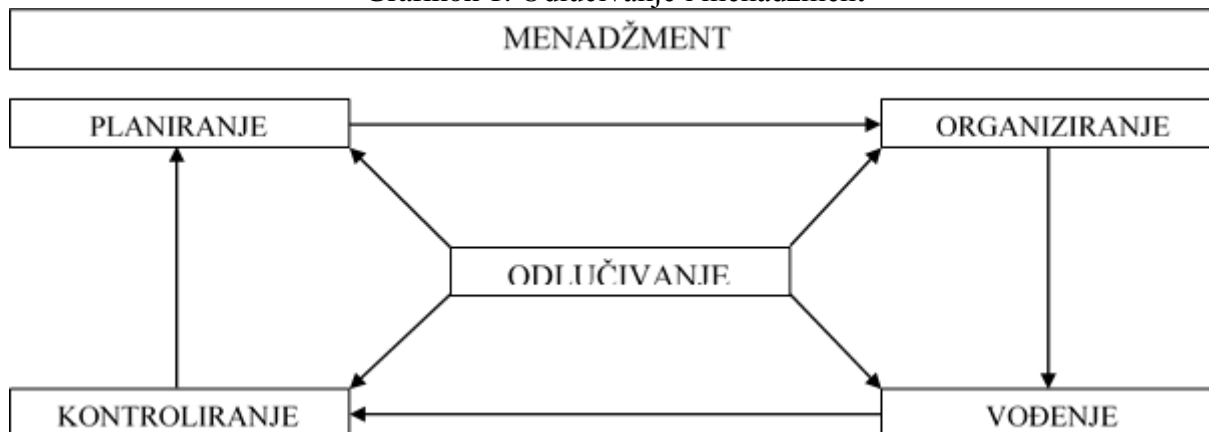 MENADŽMENT
PLANIRANJE
ORGANIZIRANJE
ODLUČIVANJE
KONTROLIRANJE
VOĐENJE